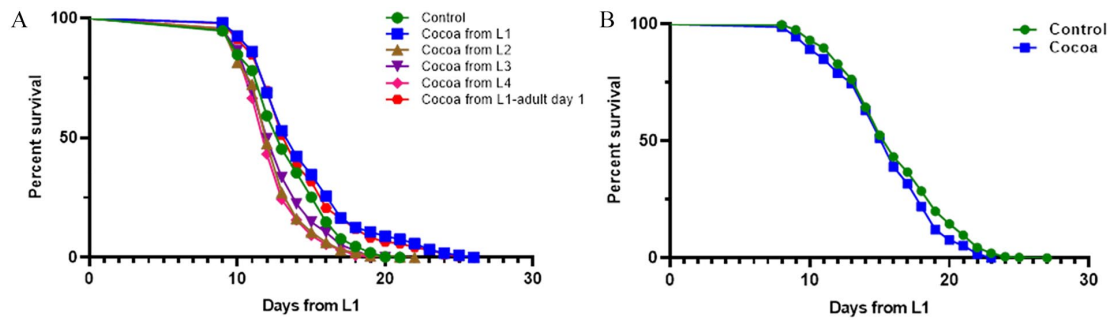 A
Percent survival
100
50
0
0
10
20
30
Days from L1
Control
Cocoa from L1
Cocoa from L2
Cocoa from L3
Cocoa from L4
Cocoa from L1-adult day 1
B
Percent survival
100
50
0
0
10
20
30
Days from L1
Control
Cocoa